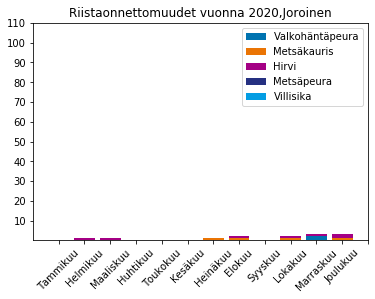 Riistaonnettomuudet vuonna 2020,Joroinen
110
100
90
80
70
60
50
40
30
20
10
Valkohäntäpeura
Metsäkauris
Hirvi
Metsäpeura
Villisika
Tammikuu
Helmikuu
Maaliskuu
Huhtikuu
Toukokuu
Kesäkuu
Heinäkuu
Elokuu
Syyskuu
Lokakuu
Marraskuu
Joulukuu